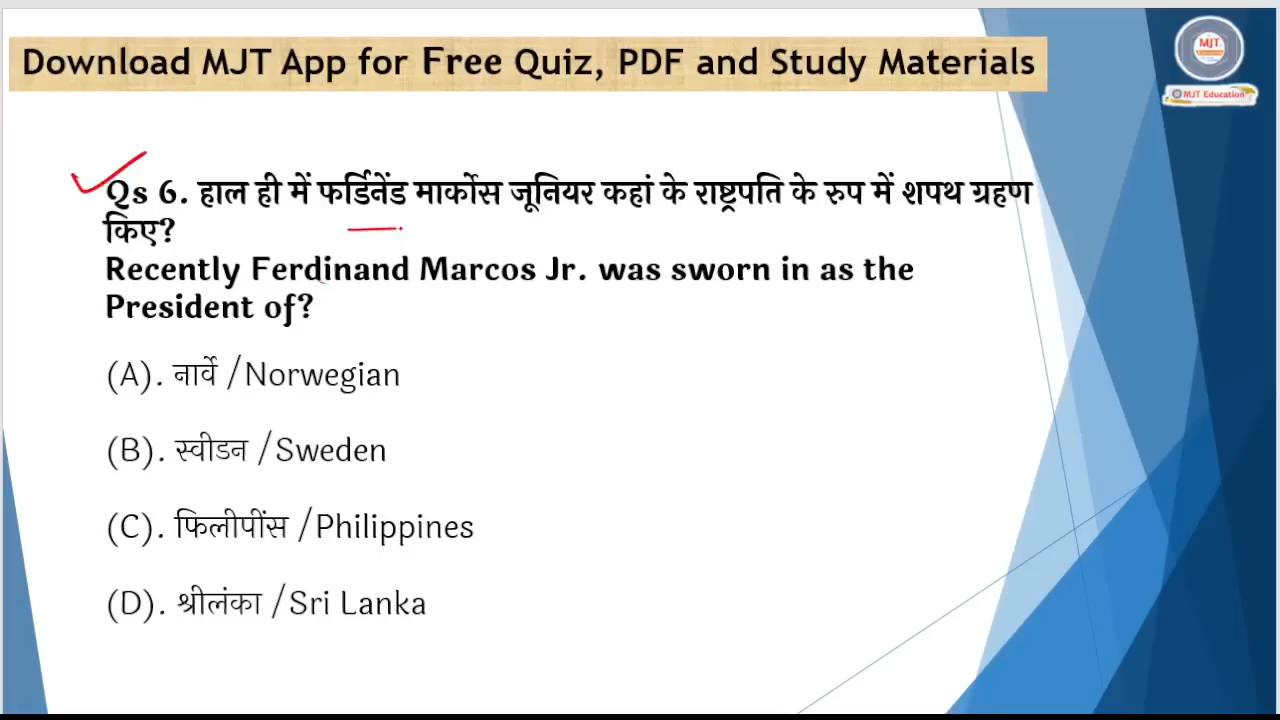 Download MJT App for Free Quiz, PDF and Study Materials
MJT
MJT Education
Qs 6. हाल ही में फर्डिनेंड मार्कोस जूनियर कहां के राष्ट्रपति के रुप में शपथ ग्रहण
किए?
Recently Ferdinand Marcos Jr. was sworn in as the
President of?
(A). नार्वे /Norwegian
(B). स्वीडन /Sweden
(C). फिलीपींस /Philippines
(D). श्रीलंका /Sri Lanka